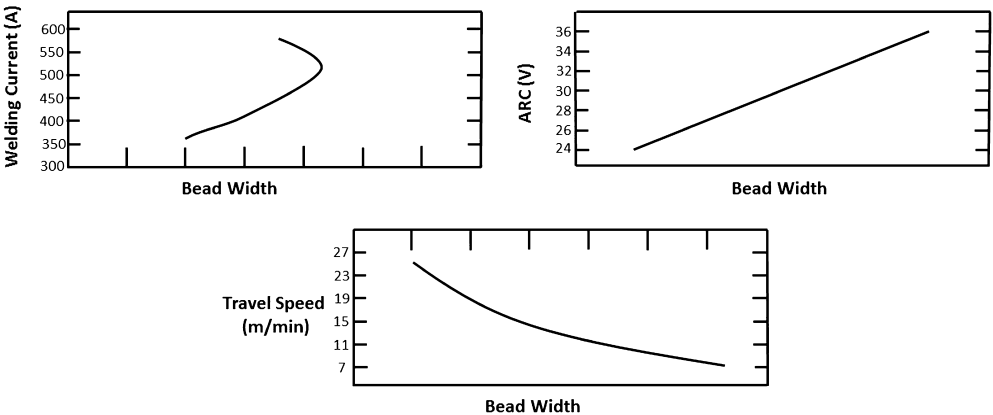 Welding Current (A)
600
550
500
450
400
350
300
Bead Width
ARC (V)
36
34
32
30
28
26
24
Bead Width
Travel Speed
(m/min)
27
23
19
15
11
7
Bead Width